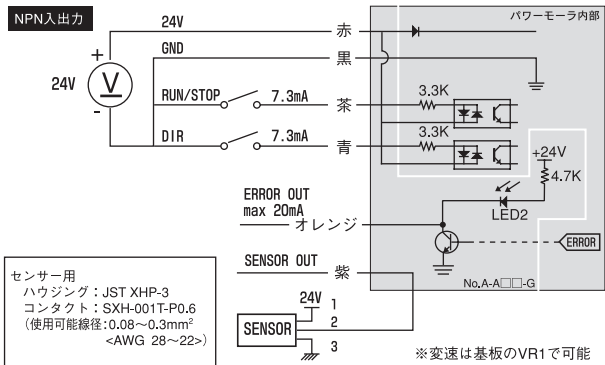 NPN入出力
パワーモーラ内部
24V
赤
GND
黒
+
24V
V
-
RUN/STOP
7.3mA
茶
3.3K
DIR
7.3mA
青
3.3K
+24V
4.7K
LED2
ERROR OUT
max 20mA
オレンジ
ERROR
SENSOR OUT
紫
No.A-A□□-G
センサー用
ハウジング：JST XHP-3
コンタクト：SXH-001T-P0.6
（使用可能線径：0.08～0.3mm²
<AWG 28～22>）
24V
1
SENSOR
2
3
※変速は基板のVR1で可能